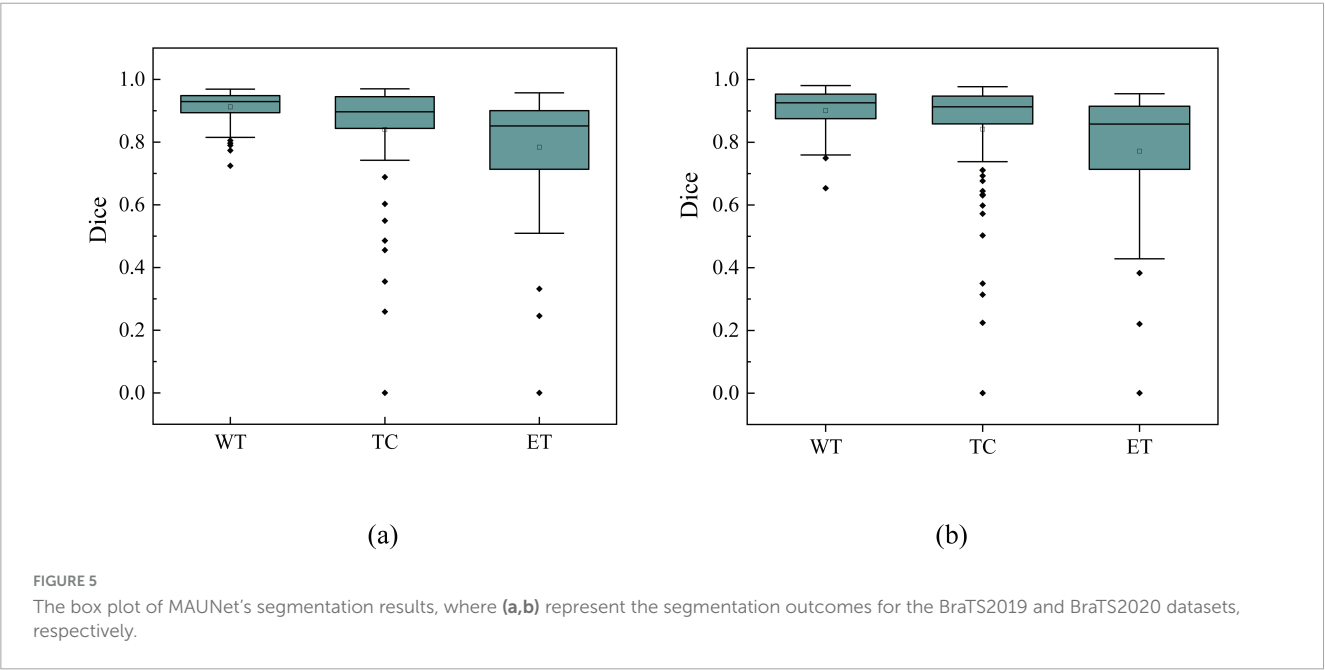 1.0
0.8
0.6
0.4
0.2
0.0
Dice
WT TC ET
(a)
1.0
0.8
0.6
0.4
0.2
0.0
Dice
WT TC ET
(b)
FIGURE 5
The box plot of MAUNet’s segmentation results, where (a,b) represent the segmentation outcomes for the BraTS2019 and BraTS2020 datasets,
respectively.